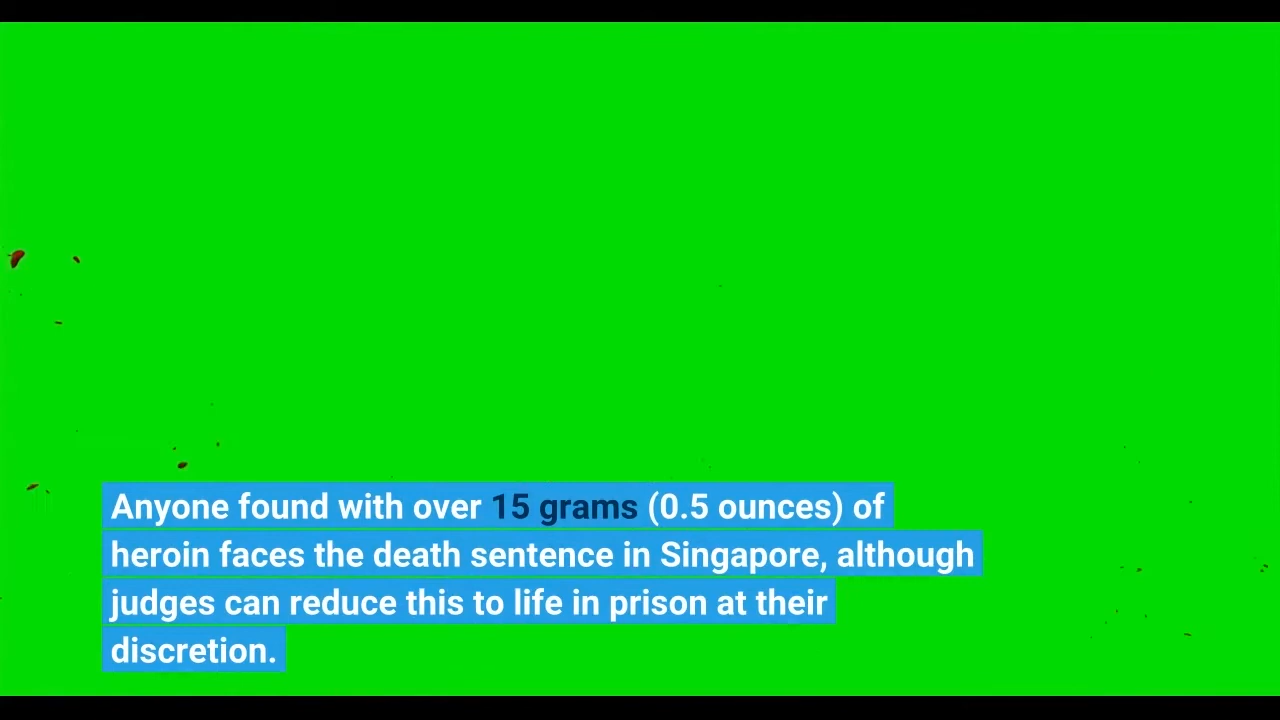 Anyone found with over 15 grams (0.5 ounces) of
heroin faces the death sentence in Singapore, although
judges can reduce this to life in prison at their
discretion.